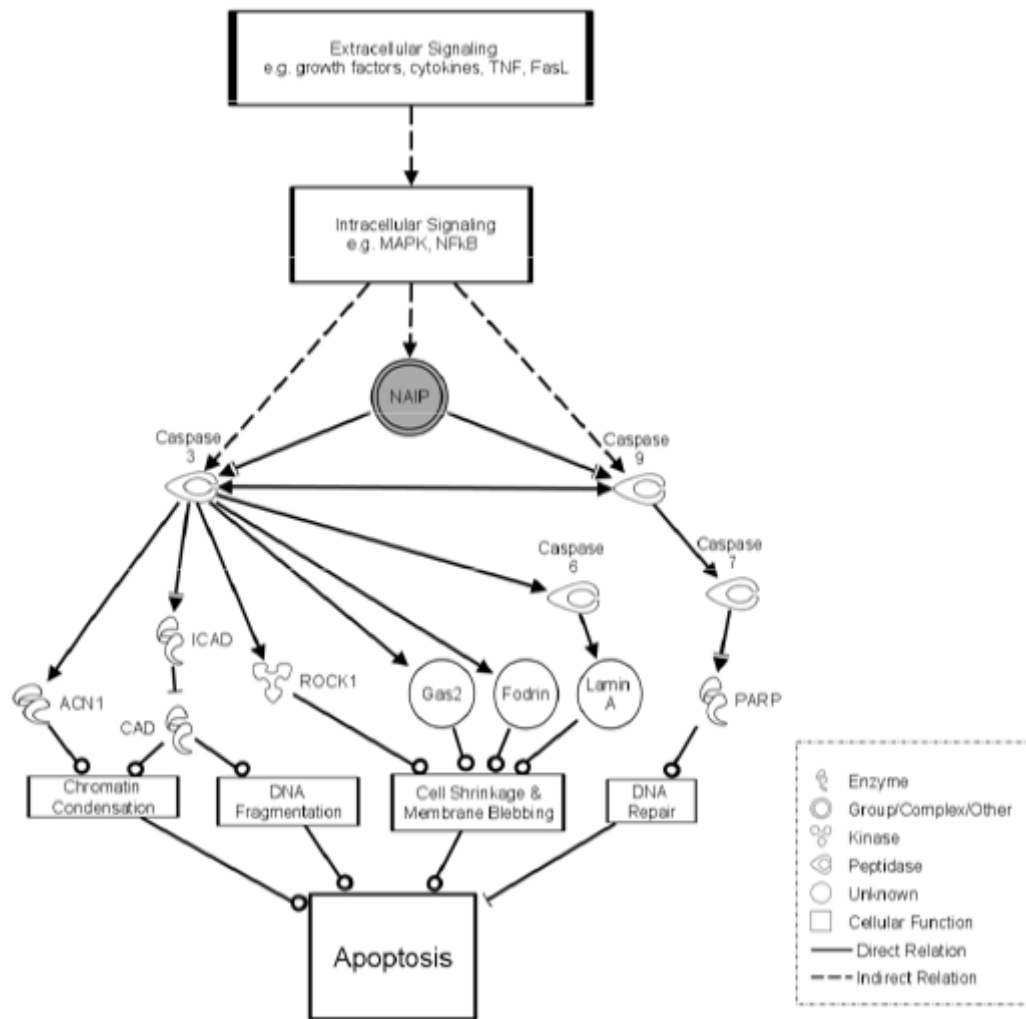 Extracellular Signaling
e.g. growth factors, cytokines, TNF, FasL
Intracellular Signaling
e.g. MAPK, NFkB
NAIP
Caspase
3
Caspase
9
Caspase
6
Caspase
7
ICAD
ACN1
CAD
ROCK1
Gas2
Fodrin
Lamin
A
PARP
Chromatin
Condensation
DNA
Fragmentation
Cell Shrinkage &
Membrane Blebbing
DNA
Repair
Apoptosis
Enzyme
Group/Complex/Other
Kinase
Peptidase
Unknown
Cellular Function
Direct Relation
Indirect Relation